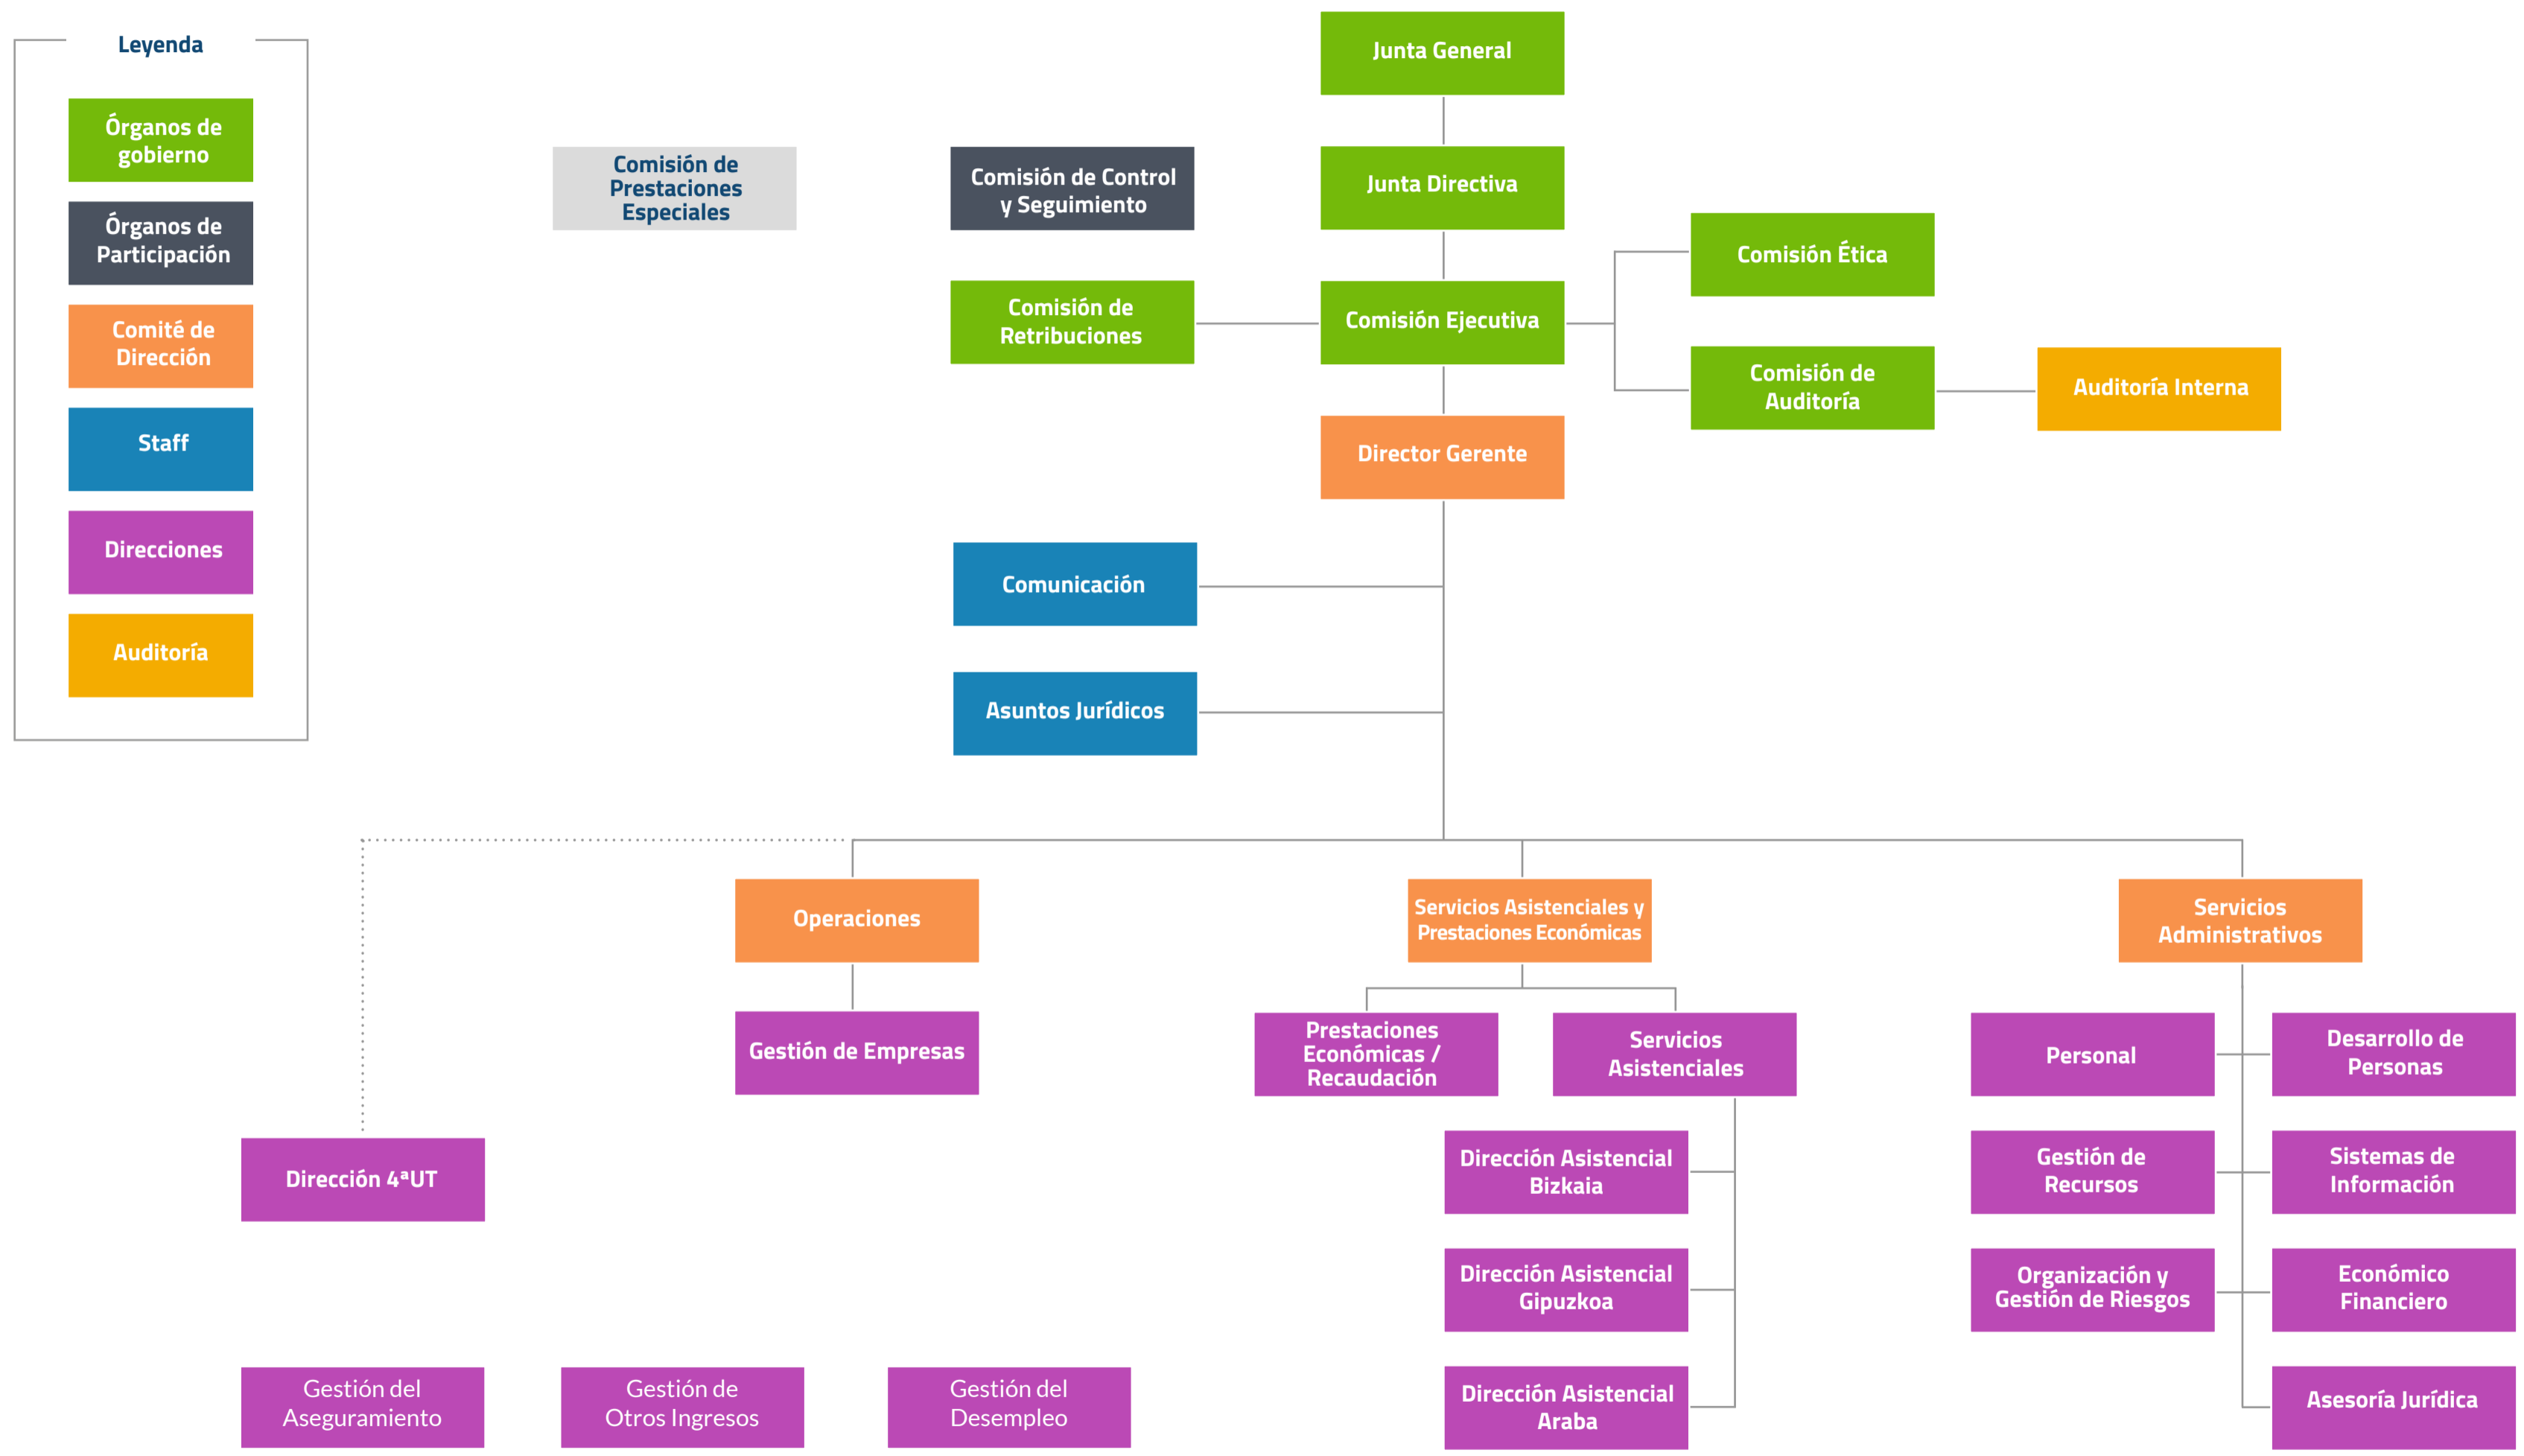 Leyenda
Órganos de
gobierno
Órganos de
Participación
Comité de
Dirección
Staff
Direcciones
Auditoría
Junta General
Comisión de
Prestaciones
Especiales
Comisión de Control
y Seguimiento
Junta Directiva
Comisión Ética
Comisión de
Retribuciones
Comisión Ejecutiva
Comisión de
Auditoría
Auditoría Interna
Director Gerente
Comunicación
Asuntos Jurídicos
Operaciones
Servicios Asistenciales y
Prestaciones Económicas
Servicios
Administrativos
Gestión de Empresas
Prestaciones
Económicas /
Recaudación
Servicios
Asistenciales
Personal
Desarrollo de
Personas
Dirección 4ªUT
Dirección Asistencial
Bizkaia
Gestión de
Recursos
Sistemas de
Información
Dirección Asistencial
Gipuzkoa
Organización y
Gestión de Riesgos
Económico
Financiero
Gestión del
Aseguramiento
Gestión de
Otros Ingresos
Gestión del
Desempleo
Dirección Asistencial
Araba
Asesoría Jurídica